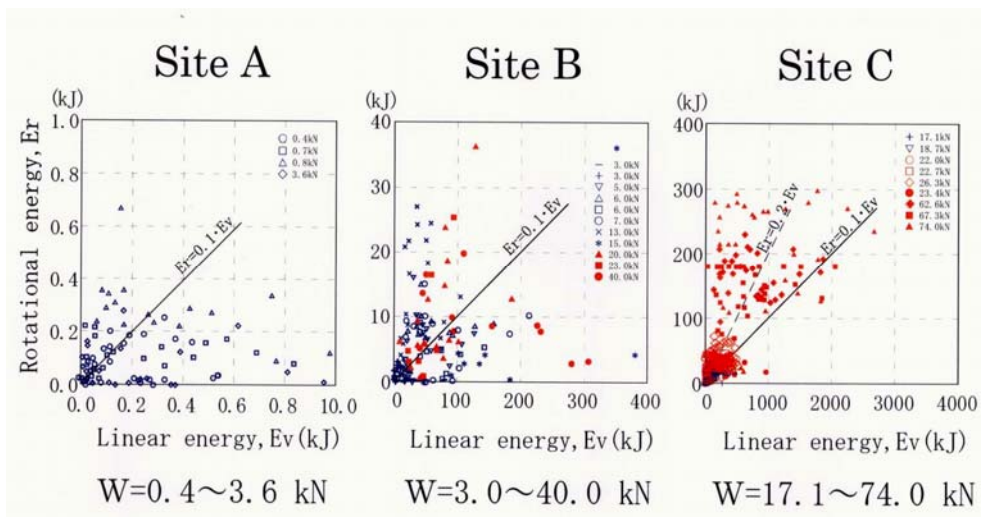 Site A
(kJ)
Rotational energy, Er
1.0
0.8
0.6
0.4
0.2
0.0
0.4kN
0.7kN
0.8kN
3.6kN
Er=0.1·Ev
0.0 0.2 0.4 0.6 10.0
Linear energy, Ev(kJ)
W=0.4~3.6 kN
Site B
(kJ)
40
30
20
10
0
3.0kN
3.0kN
5.0kN
6.0kN
6.0kN
7.0kN
13.0kN
15.0kN
20.0kN
23.0kN
40.0kN
Er=0.1·Ev
0 100 200 300 400
Linear energy, Ev(kJ)
W=3.0~40.0 kN
Site C
(kJ)
400
300
200
100
0
17.1kN
18.7kN
22.0kN
22.7kN
26.3kN
23.4kN
62.6kN
67.3kN
74.0kN
Er=0.2·Ev
Er=0.1·Ev
0 1000 2000 3000 4000
Linear energy, Ev(kJ)
W=17.1~74.0 kN